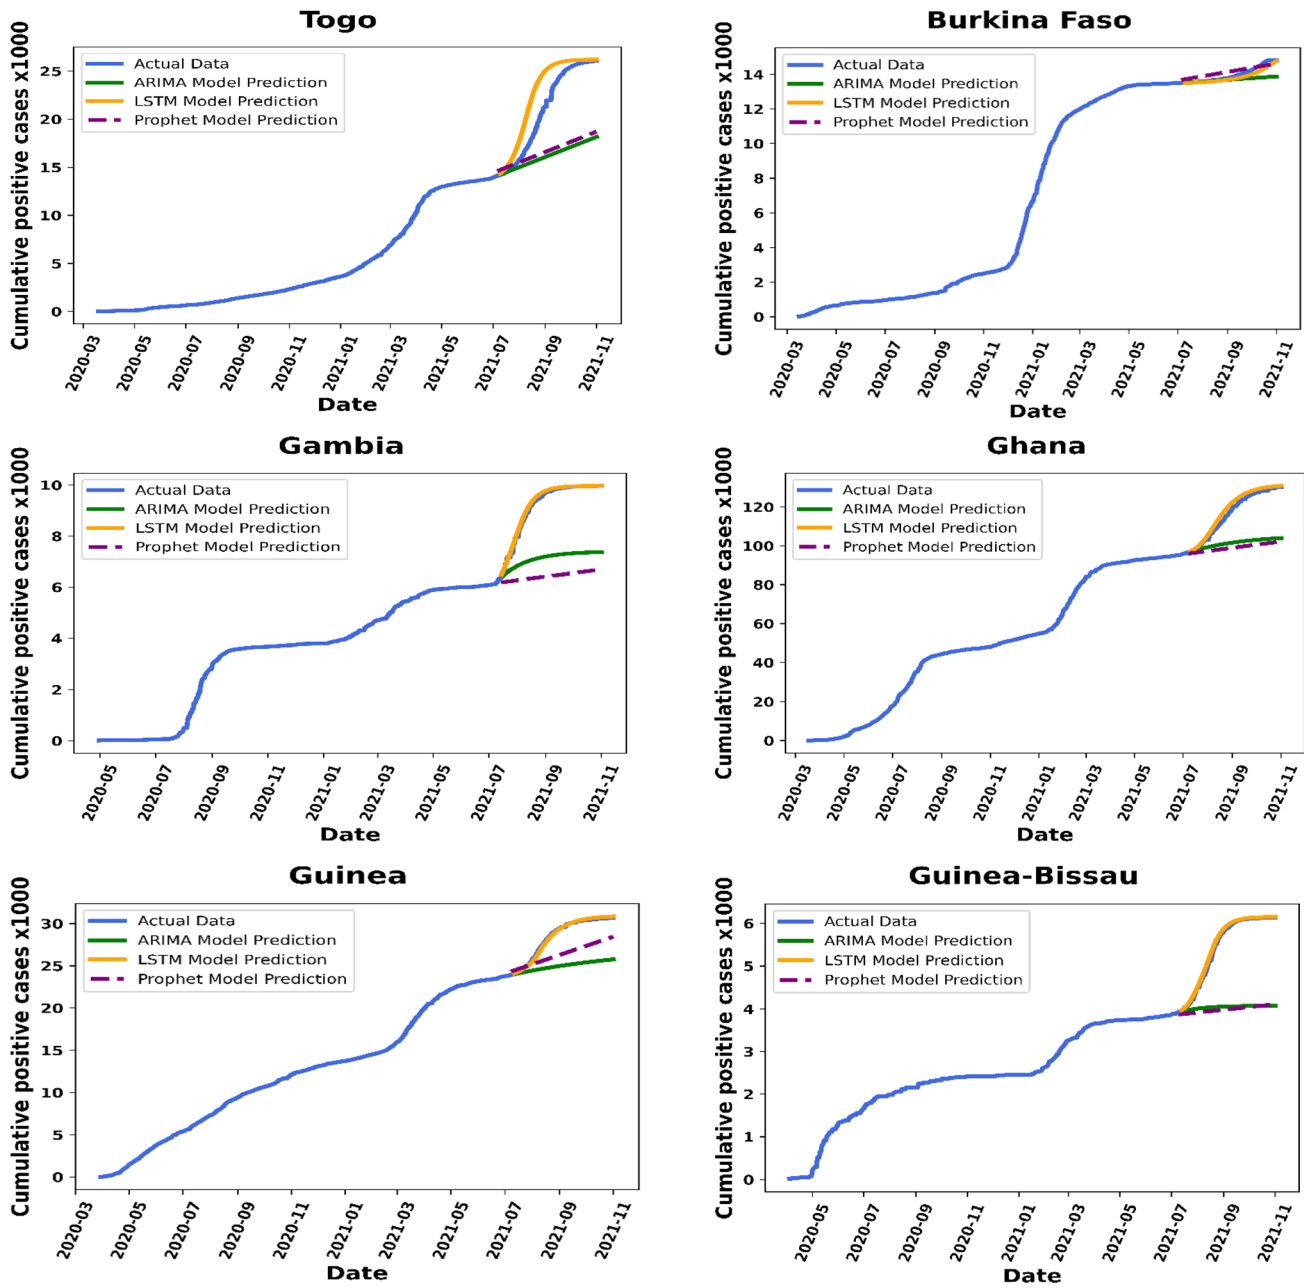 Togo
Cumulative positive cases x1000
Actual Data
ARIMA Model Prediction
LSTM Model Prediction
Prophet Model Prediction
25
20
15
10
5
0
2020-03
2020-05
2020-07
2020-09
2020-11
2021-01
2021-03
2021-05
2021-07
2021-09
2021-11
Date
Burkina Faso
Cumulative positive cases x1000
Actual Data
ARIMA Model Prediction
LSTM Model Prediction
Prophet Model Prediction
14
12
10
8
6
4
2
0
2020-03
2020-05
2020-07
2020-09
2020-11
2021-01
2021-03
2021-05
2021-07
2021-09
2021-11
Date
Gambia
Cumulative positive cases x1000
Actual Data
ARIMA Model Prediction
LSTM Model Prediction
Prophet Model Prediction
10
8
6
4
2
0
2020-05
2020-07
2020-09
2020-11
2021-01
2021-03
2021-05
2021-07
2021-09
2021-11
Date
Ghana
Cumulative positive cases x1000
Actual Data
ARIMA Model Prediction
LSTM Model Prediction
Prophet Model Prediction
120
100
80
60
40
20
0
2020-03
2020-05
2020-07
2020-09
2020-11
2021-01
2021-03
2021-05
2021-07
2021-09
2021-11
Date
Guinea
Cumulative positive cases x1000
Actual Data
ARIMA Model Prediction
LSTM Model Prediction
Prophet Model Prediction
30
25
20
15
10
5
0
2020-03
2020-05
2020-07
2020-09
2020-11
2021-01
2021-03
2021-05
2021-07
2021-09
2021-11
Date
Guinea-Bissau
Cumulative positive cases x1000
Actual Data
ARIMA Model Prediction
LSTM Model Prediction
Prophet Model Prediction
6
5
4
3
2
1
0
2020-05
2020-07
2020-09
2020-11
2021-01
2021-03
2021-05
2021-07
2021-09
2021-11
Date